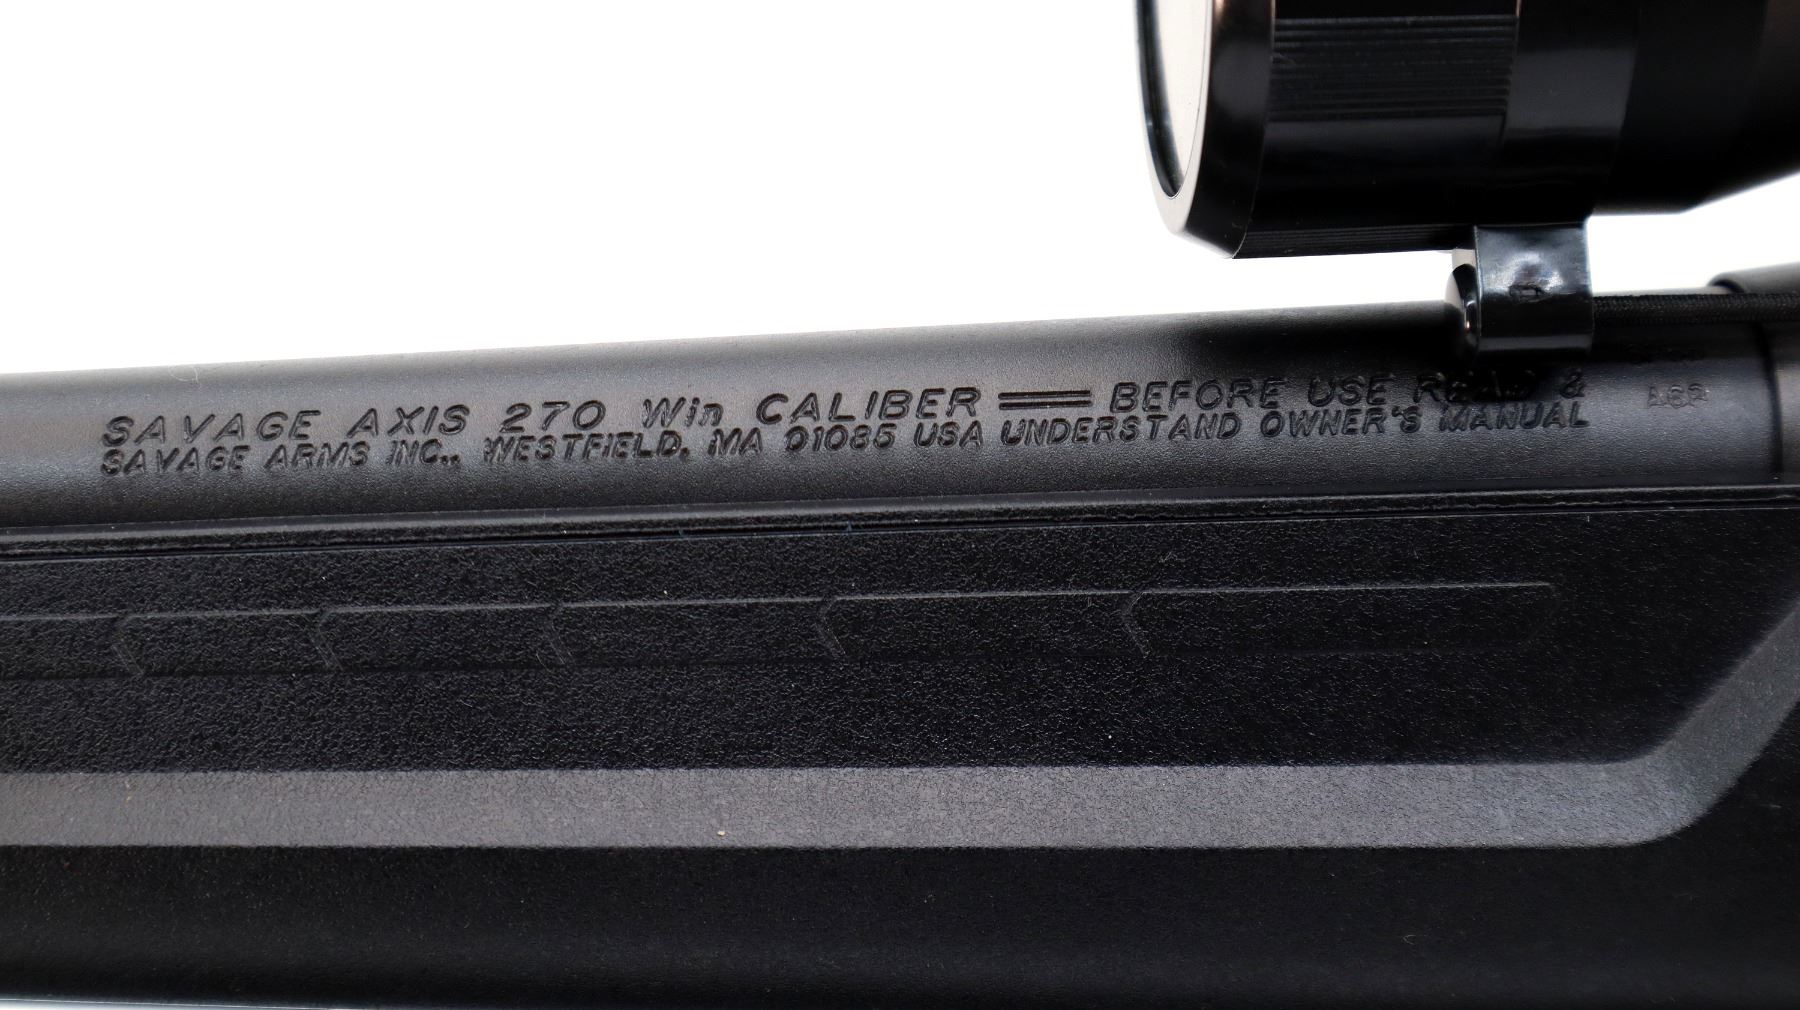 SAVAGE AXIS 270 Win CALIBER BEFORE USE READ &
SAVAGE ARMS INC., WESTFIELD, MA 01085 USA UNDERSTAND OWNER'S MANUAL